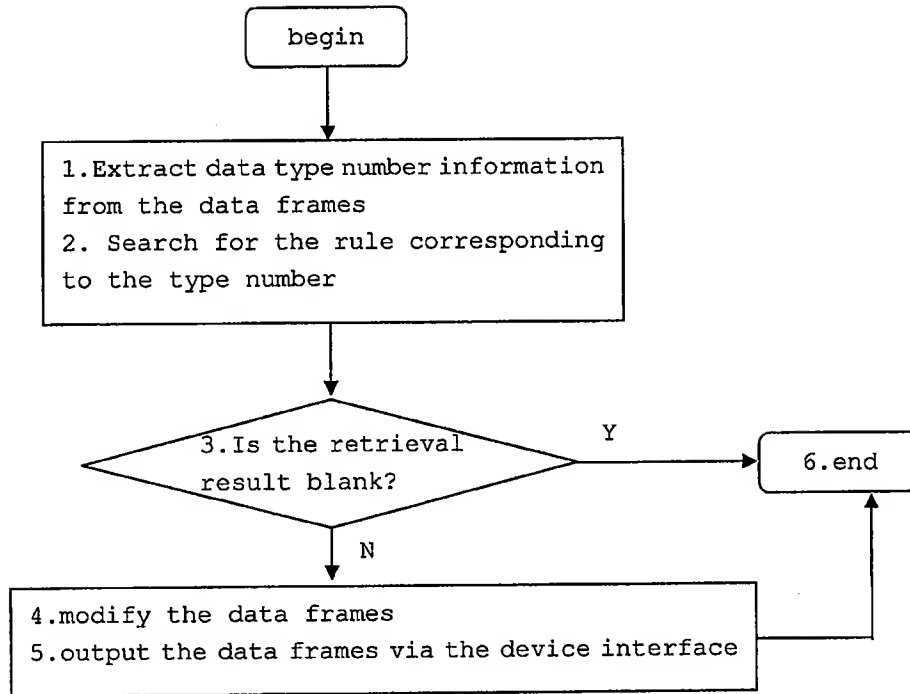 begin
1.Extract data type number information
from the data frames
2. Search for the rule corresponding
to the type number
3.Is the retrieval
result blank?
Y
6.end
N
4.modify the data frames
5.output the data frames via the device interface